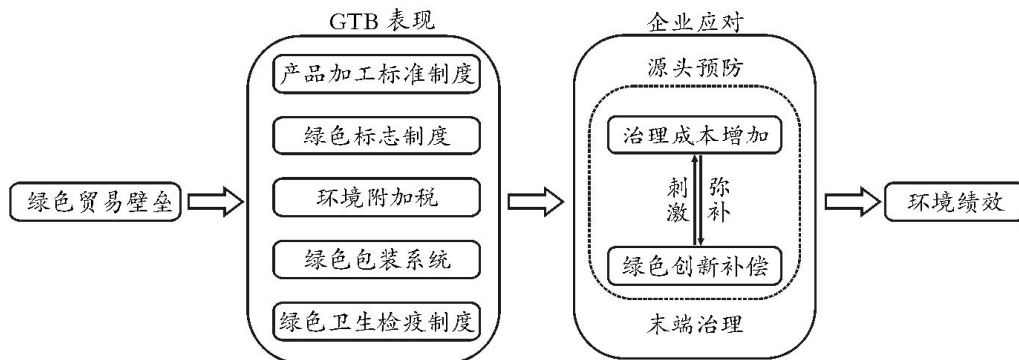 GTB 表现
产品加工标准制度
绿色标志制度
环境附加税
绿色包装系统
绿色卫生检疫制度
绿色贸易壁垒
企业应对
源头预防
治理成本增加
刺激
弥补
绿色创新补偿
末端治理
环境绩效